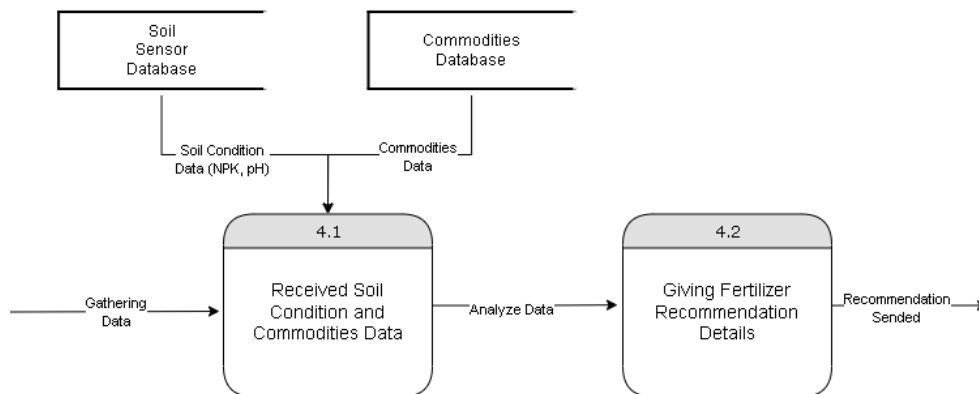 Soil
Sensor
Database
Commodities
Database
Soil Condition
Data (NPK, pH)
Commodities
Data
4.1
4.2
Gathering
Data
Received Soil
Condition and
Commodities Data
Analyze Data
Giving Fertilizer
Recommendation
Details
Recommendation
Sended